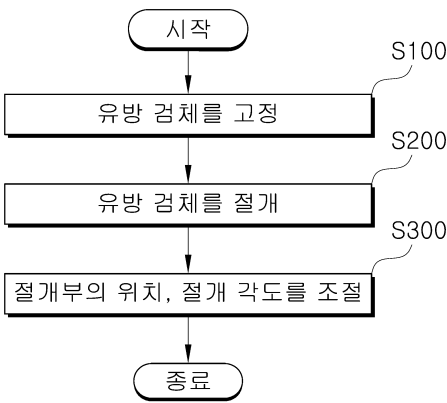 시작
S100
유방 검체를 고정
S200
유방 검체를 절개
S300
절개부의 위치, 절개 각도를 조절
종료